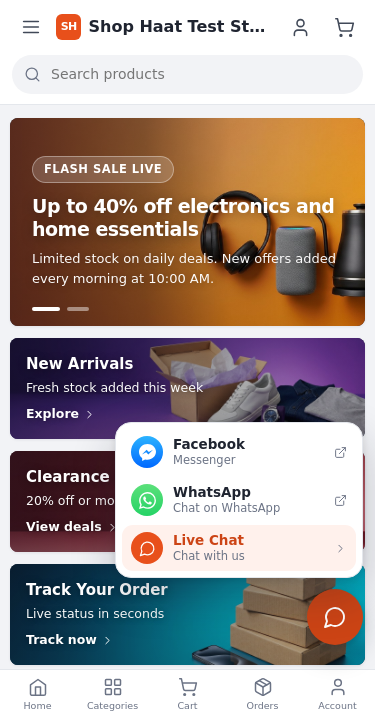 SH
Shop Haat Test St...
Search products
FLASH SALE LIVE
Up to 40% off electronics and
home essentials
Limited stock on daily deals. New offers added
every morning at 10:00 AM.
New Arrivals
Fresh stock added this week
Explore
Clearance
20% off or mo
View deals
Facebook
Messenger
WhatsApp
Chat on WhatsApp
Live Chat
Chat with us
Track Your Order
Live status in seconds
Track now
Home
Categories
Cart
Orders
Account